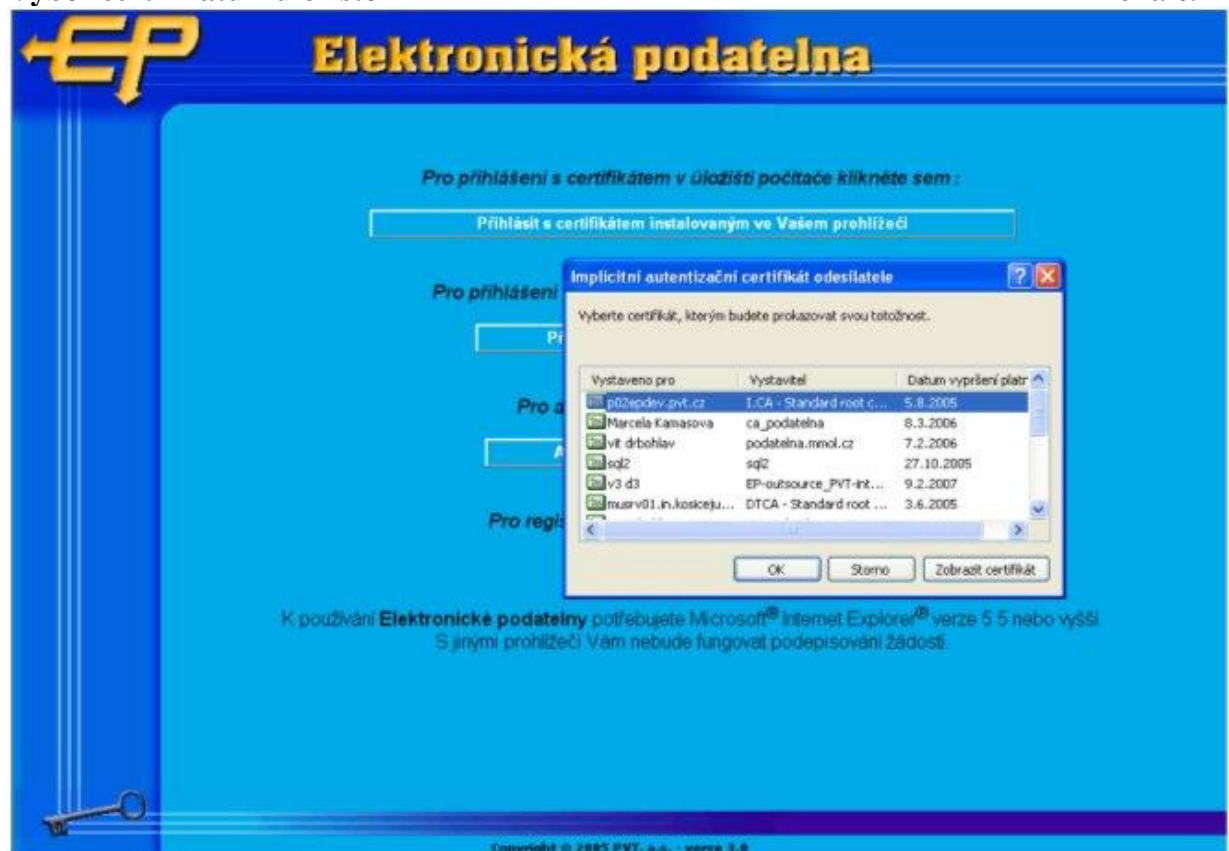 EP
Elektronická podatelna
Pro přihlášení s certifikátem v úložišti počítače klikněte sem :
Přihlásit s certifikátem instalovaným ve Vašem prohlížeči
Pro přihlášení
Implicitní autentizační certifikát odesílatele
Vyberte certifikát, kterým budete prokazovat svou totožnost.
Vystaveno pro Vystavitel Datum vypršení platr
p02epdev.pvt.cz I.CA - Standard root c... 5.8.2005
Marcela Kamasova ca_podatelna 8.3.2006
vit drbohlav podatelna.mmol.cz 7.2.2006
sql2 sql2 27.10.2005
v3 d3 EP-outsource_PVT-int... 9.2.2007
musrv01.in.kosiceju... DTCA - Standard root ... 3.6.2005
Pro a
Pro regis
OK Storno Zobrazit certifikát
K používání Elektronické podatelny potřebujete Microsoft® Internet Explorer® verze 5.5 nebo vyšší.
S jinými prohlížeči Vám nebude fungovat podepisování žádostí.
Copyright © 2005 PVT, a.s. - verze 3.0